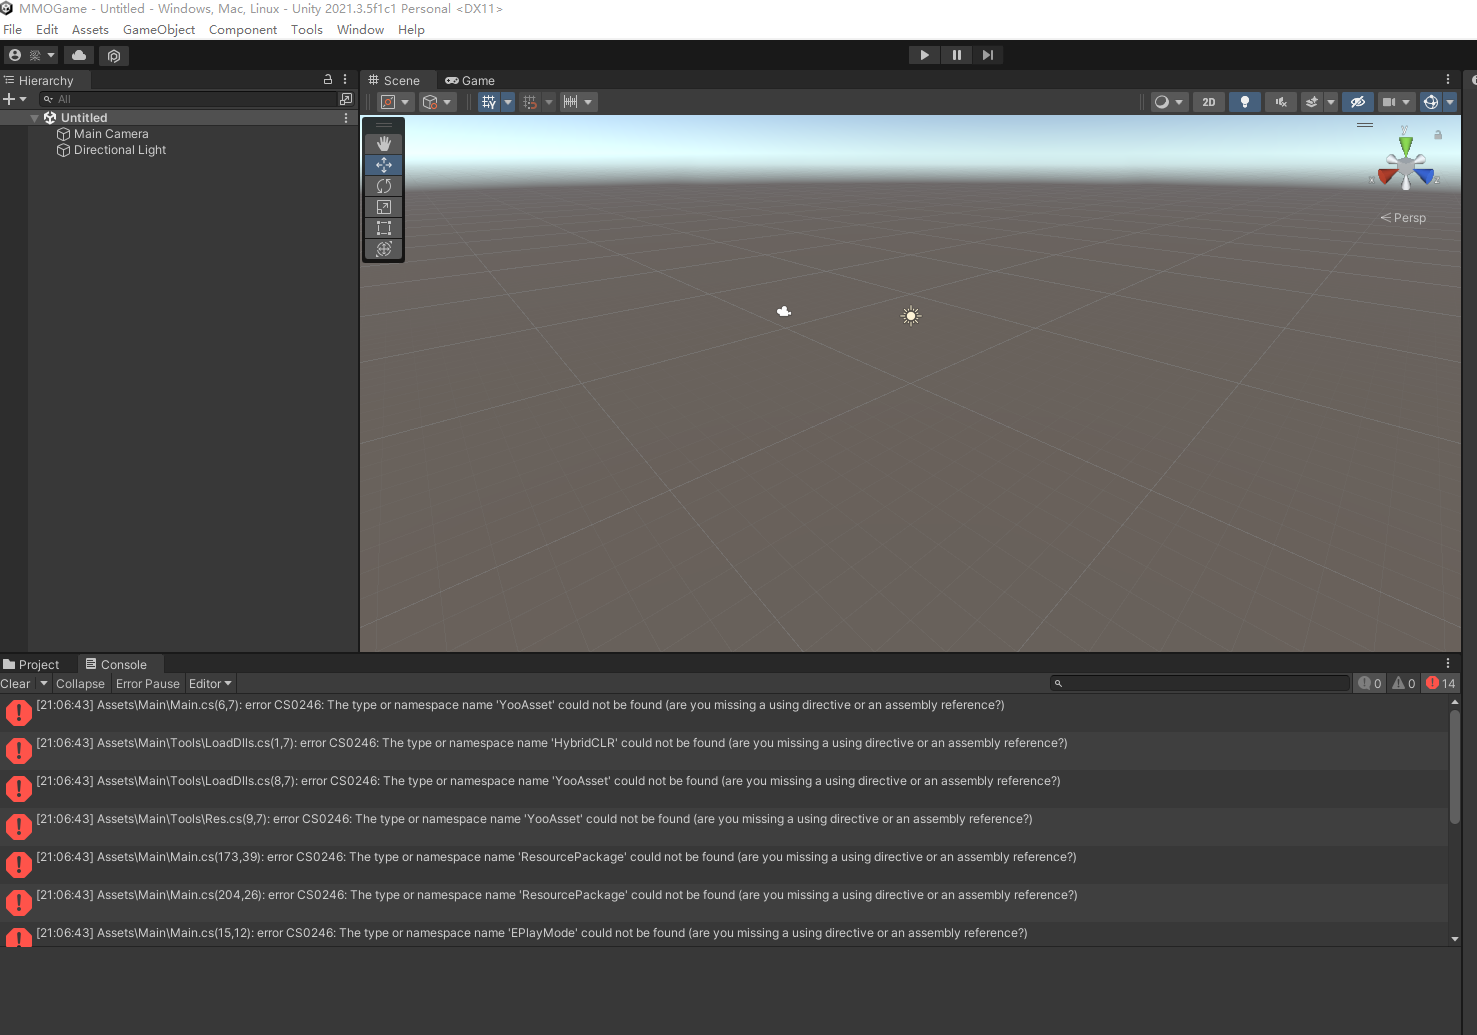 MMOGame - Untitled - Windows, Mac, Linux - Unity 2021.3.5f1c1 Personal <DX11>
File Edit Assets GameObject Component Tools Window Help
Hierarchy
Scene Game
All
2D
Untitled
Main Camera
Directional Light
y
x
z
Persp
Project Console
Clear Collapse Error Pause Editor 0 0 14
[21:06:43] Assets\Main\Main.cs(6,7): error CS0246: The type or namespace name 'YooAsset' could not be found (are you missing a using directive or an assembly reference?)
[21:06:43] Assets\Main\Tools\LoadDlls.cs(1,7): error CS0246: The type or namespace name 'HybridCLR' could not be found (are you missing a using directive or an assembly reference?)
[21:06:43] Assets\Main\Tools\LoadDlls.cs(8,7): error CS0246: The type or namespace name 'YooAsset' could not be found (are you missing a using directive or an assembly reference?)
[21:06:43] Assets\Main\Tools\Res.cs(9,7): error CS0246: The type or namespace name 'YooAsset' could not be found (are you missing a using directive or an assembly reference?)
[21:06:43] Assets\Main\Main.cs(173,39): error CS0246: The type or namespace name 'ResourcePackage' could not be found (are you missing a using directive or an assembly reference?)
[21:06:43] Assets\Main\Main.cs(204,26): error CS0246: The type or namespace name 'ResourcePackage' could not be found (are you missing a using directive or an assembly reference?)
[21:06:43] Assets\Main\Main.cs(15,12): error CS0246: The type or namespace name 'EPlayMode' could not be found (are you missing a using directive or an assembly reference?)